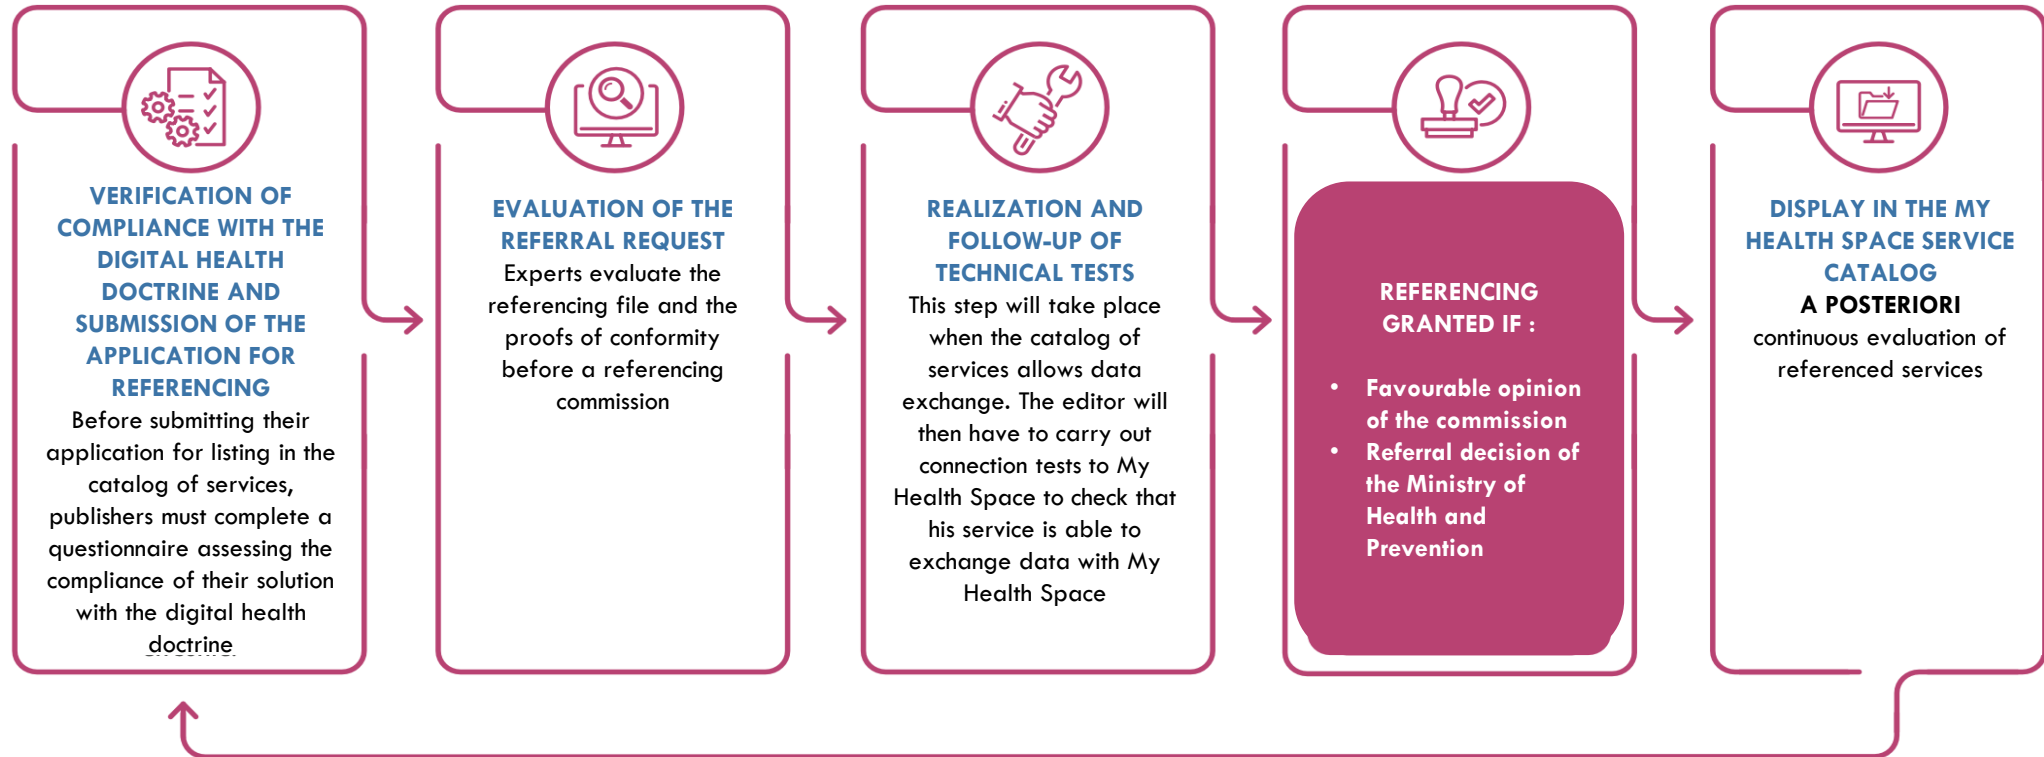 VERIFICATION OF
COMPLIANCE WITH THE
DIGITAL HEALTH
DOCTRINE AND
SUBMISSION OF THE
APPLICATION FOR
REFERENCING
Before submitting their
application for listing in the
catalog of services,
publishers must complete a
questionnaire assessing the
compliance of their solution
with the digital health
doctrine
EVALUATION OF THE
REFERRAL REQUEST
Experts evaluate the
referencing file and the
proofs of conformity
before a referencing
commission
REALIZATION AND
FOLLOW-UP OF
TECHNICAL TESTS
This step will take place
when the catalog of
services allows data
exchange. The editor will
then have to carry out
connection tests to My
Health Space to check that
his service is able to
exchange data with My
Health Space
REFERENCING
GRANTED IF :
• Favourable opinion
of the commission
• Referral decision of
the Ministry of
Health and
Prevention
DISPLAY IN THE MY
HEALTH SPACE SERVICE
CATALOG
A POSTERIORI
continuous evaluation of
referenced services